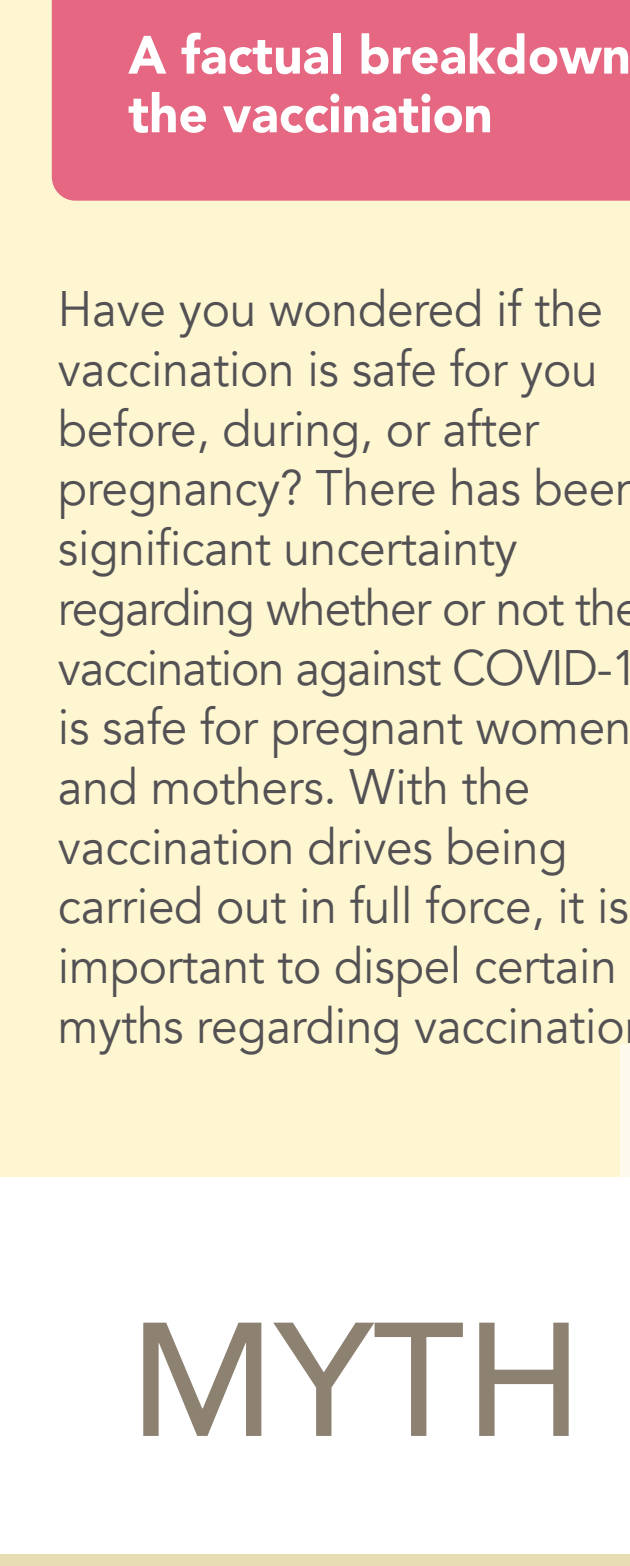 A factual breakdown
the vaccination
Have you wondered if the
vaccination is safe for you
before, during, or after
pregnancy? There has been
significant uncertainty
regarding whether or not the
vaccination against COVID-1
is safe for pregnant women
and mothers. With the
vaccination drives being
carried out in full force, it is
important to dispel certain
myths regarding vaccination
MYTH